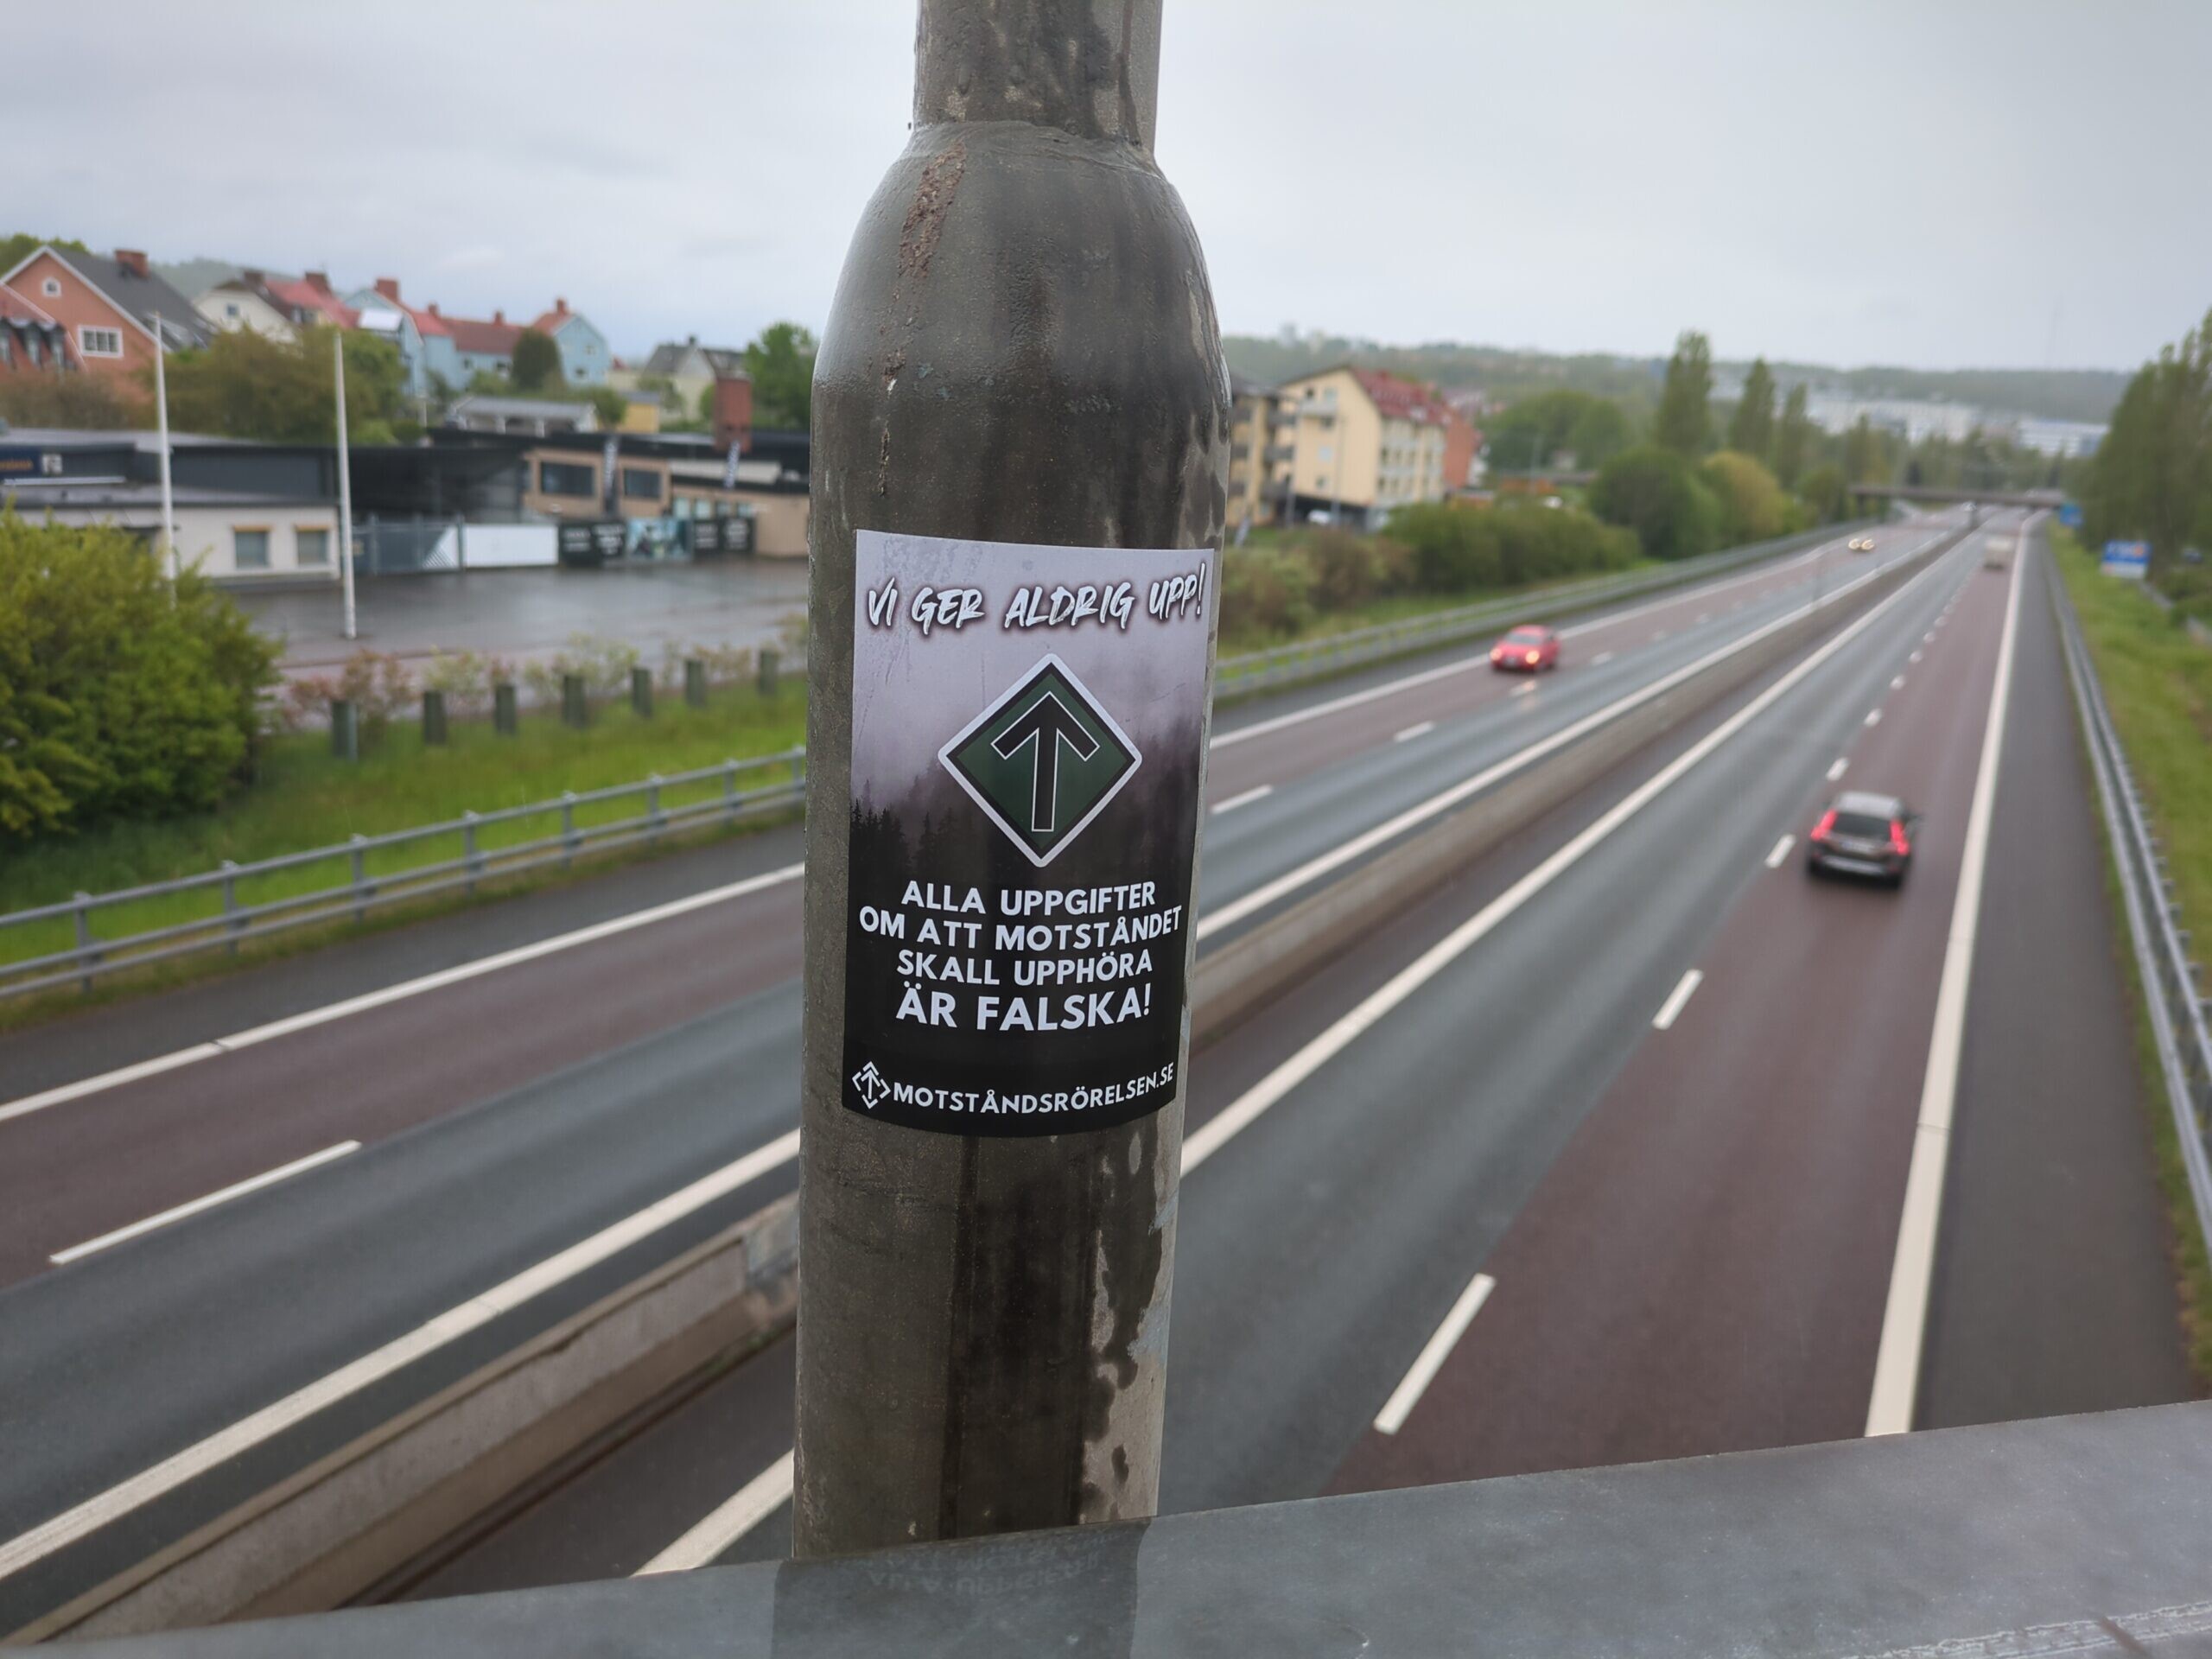 VI GER ALDRIG UPP!
ALLA UPPGIFTER
OM ATT MOTSTÅNDET
SKALL UPPHÖRA
ÄR FALSKA!
MOTSTÅNDSRÖRELSEN.SE